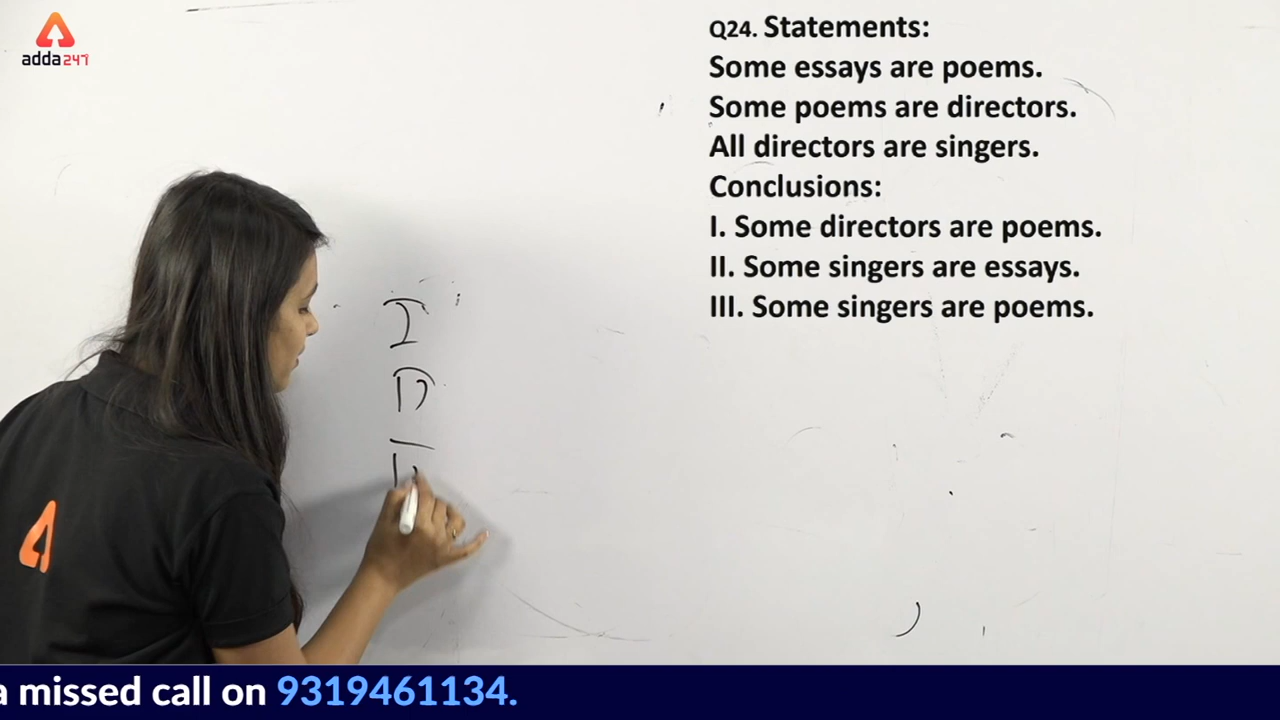 adda247
Q24. Statements:
Some essays are poems.
Some poems are directors.
All directors are singers.
Conclusions:
I. Some directors are poems.
II. Some singers are essays.
III. Some singers are poems.
I
a missed call on 9319461134.